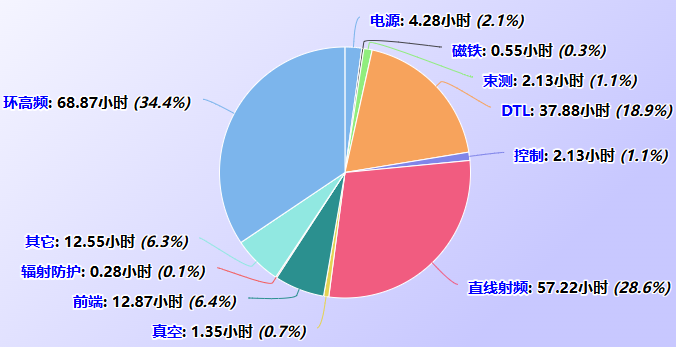 电源: 4.28小时 (2.1%)
磁铁: 0.55小时 (0.3%)
束测: 2.13小时 (1.1%)
DTL: 37.88小时 (18.9%)
控制: 2.13小时 (1.1%)
直线射频: 57.22小时 (28.6%)
真空: 1.35小时 (0.7%)
前端: 12.87小时 (6.4%)
辐射防护: 0.28小时 (0.1%)
其它: 12.55小时 (6.3%)
环高频: 68.87小时 (34.4%)